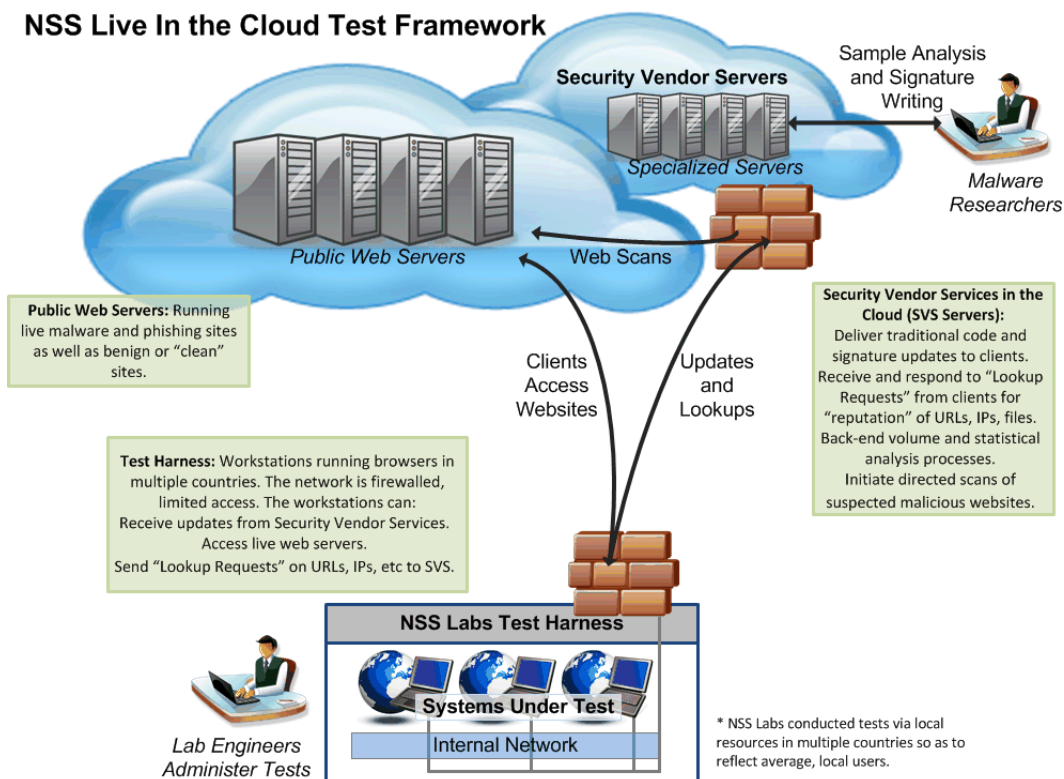 NSS Live In the Cloud Test Framework
Security Vendor Servers
Specialized Servers
Sample Analysis
and Signature
Writing
Malware
Researchers
Public Web Servers
Web Scans
Public Web Servers: Running
live malware and phishing sites
as well as benign or “clean”
sites.
Clients
Access
Websites
Updates
and
Lookups
Security Vendor Services in the
Cloud (SVS Servers):
Deliver traditional code and
signature updates to clients.
Receive and respond to “Lookup
Requests” from clients for
“reputation” of URLs, IPs, files.
Back-end volume and statistical
analysis processes.
Initiate directed scans of
suspected malicious websites.
Test Harness: Workstations running browsers in
multiple countries. The network is firewalled,
limited access. The workstations can:
Receive updates from Security Vendor Services.
Access live web servers.
Send “Lookup Requests” on URLs, IPs, etc to SVS.
NSS Labs Test Harness
Systems Under Test
Internal Network
Lab Engineers
Administer Tests
* NSS Labs conducted tests via local
resources in multiple countries so as to
reflect average, local users.